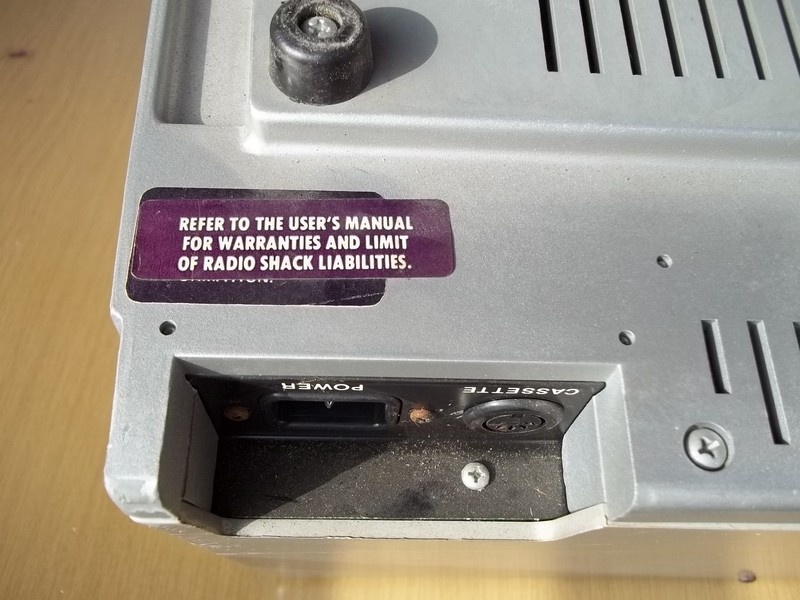 REFER TO THE USER'S MANUAL
FOR WARRANTIES AND LIMIT
OF RADIO SHACK LIABILITIES.
POWER
CASSETTE